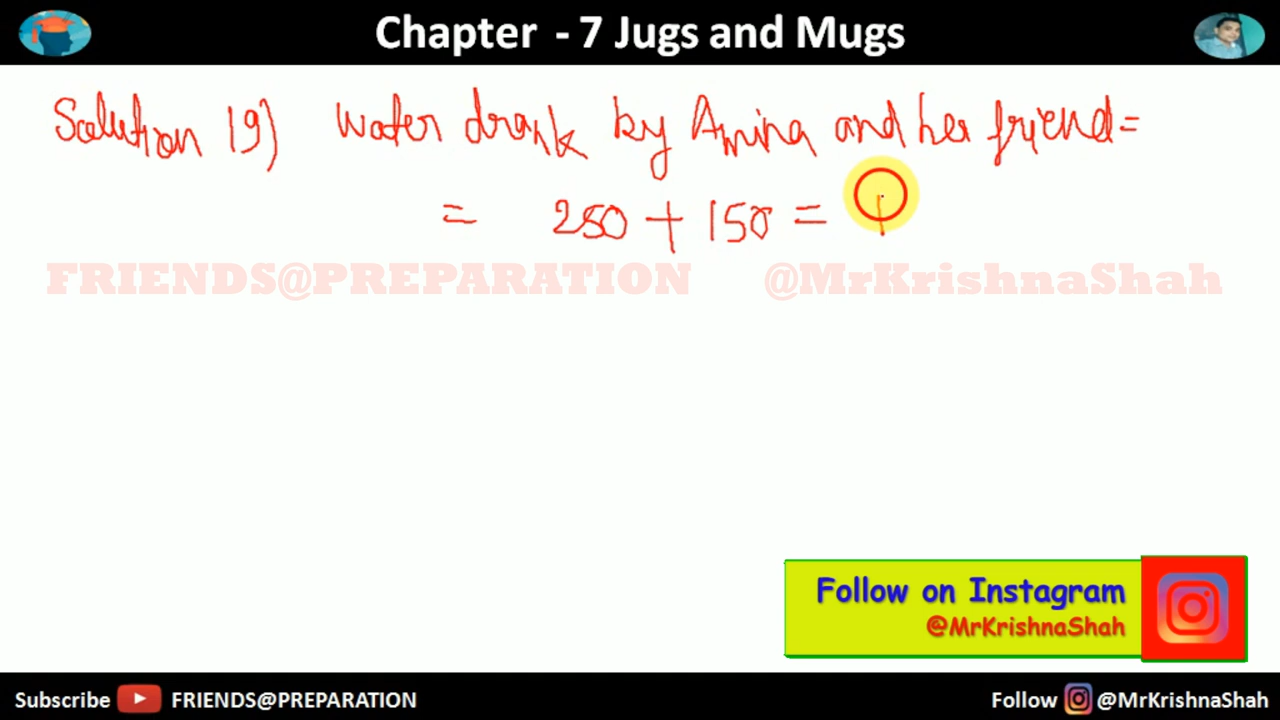 Chapter - 7 Jugs and Mugs
Solution 19) Water drank by Amina and her friend =
= 250 + 150 =
FRIENDS@PREPARATION @MrKrishnaShah
Follow on Instagram
@MrKrishnaShah
Subscribe FRIENDS@PREPARATION Follow @MrKrishnaShah